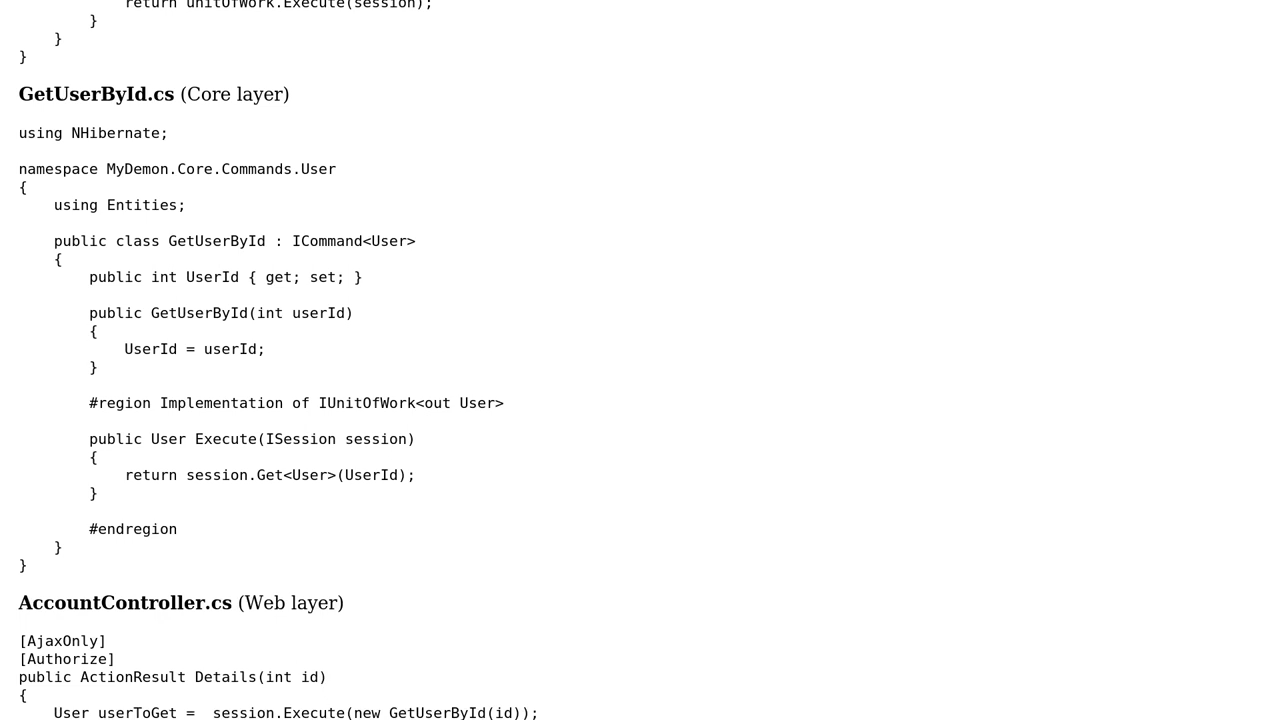 return unitOfWork.Execute(session);
        }
    }
}
GetUserById.cs (Core layer)
using NHibernate;

namespace MyDemon.Core.Commands.User
{
    using Entities;

    public class GetUserById : ICommand<User>
    {
        public int UserId { get; set; }

        public GetUserById(int userId)
        {
            UserId = userId;
        }

        #region Implementation of IUnitOfWork<out User>

        public User Execute(ISession session)
        {
            return session.Get<User>(UserId);
        }

        #endregion
    }
}
AccountController.cs (Web layer)
[AjaxOnly]
[Authorize]
public ActionResult Details(int id)
{
    User userToGet =  session.Execute(new GetUserById(id));